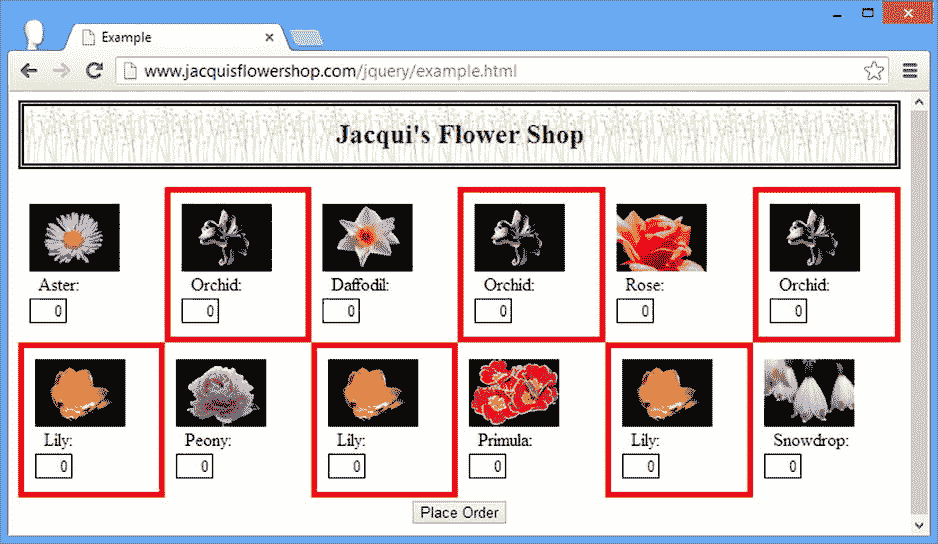 Example
www.jacquisflowershop.com/jquery/example.html
Jacqui's Flower Shop
Aster: Orchid: Daffodil: Orchid: Rose: Orchid:
0 0 0 0 0 0
Lily: Peony: Lily: Primula: Lily: Snowdrop:
0 0 0 0 0 0
Place Order